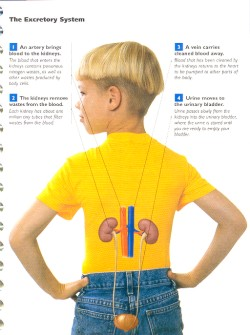 The Excretory System
1 An artery brings
blood to the kidneys.
The blood that enters the
kidneys contains poisonous
nitrogen wastes, as well as
other wastes produced by
body cells.
2 The kidneys remove
wastes from the blood.
Each kidney has about one
million tiny tubes that filter
wastes from the blood.
3 A vein carries
cleaned blood away.
Blood that has been cleaned by
the kidneys returns to the heart
to be pumped to other parts of
the body.
4 Urine moves to
the urinary bladder.
Urine passes slowly from the
kidneys into the urinary bladder,
where the urine is stored until
you are ready to empty your
bladder.